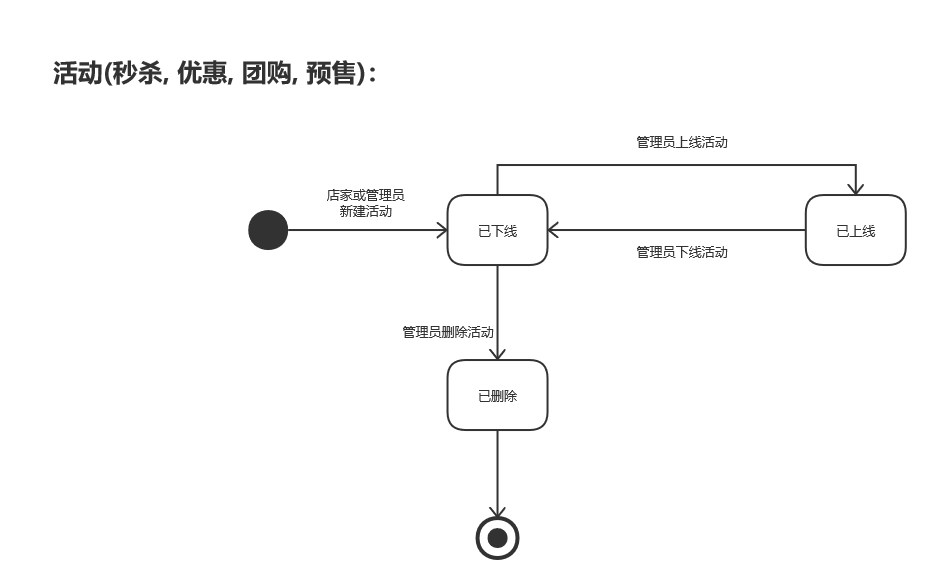 活动(秒杀, 优惠, 团购, 预售)：
管理员上线活动
店家或管理员
新建活动
已下线
已上线
管理员下线活动
管理员删除活动
已删除